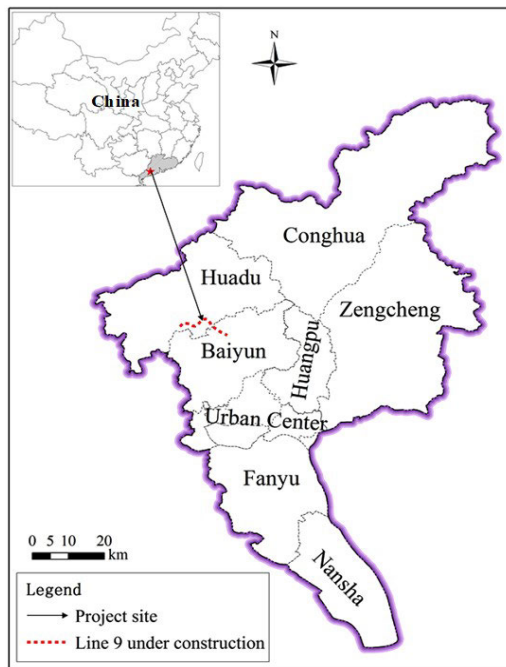 China
N
Conghua
Huadu
Zengcheng
Baiyun
Huangpu
Urban Center
Fanyu
Nansha
0 5 10 20
km
Legend
Project site
Line 9 under construction